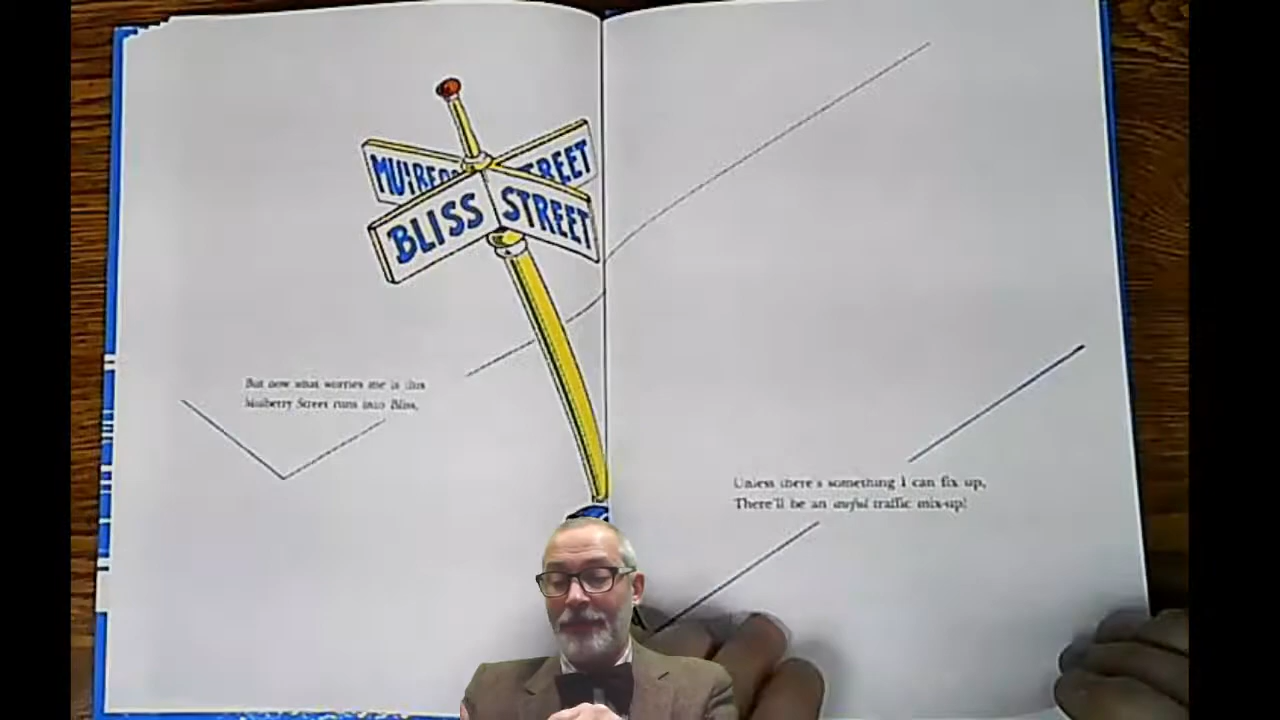 MULBERRY STREET
BLISS STREET
But now what worries me is this
Mulberry Street runs into Bliss,
Unless there's something I can fix up,
There'll be an awful traffic mix-up!